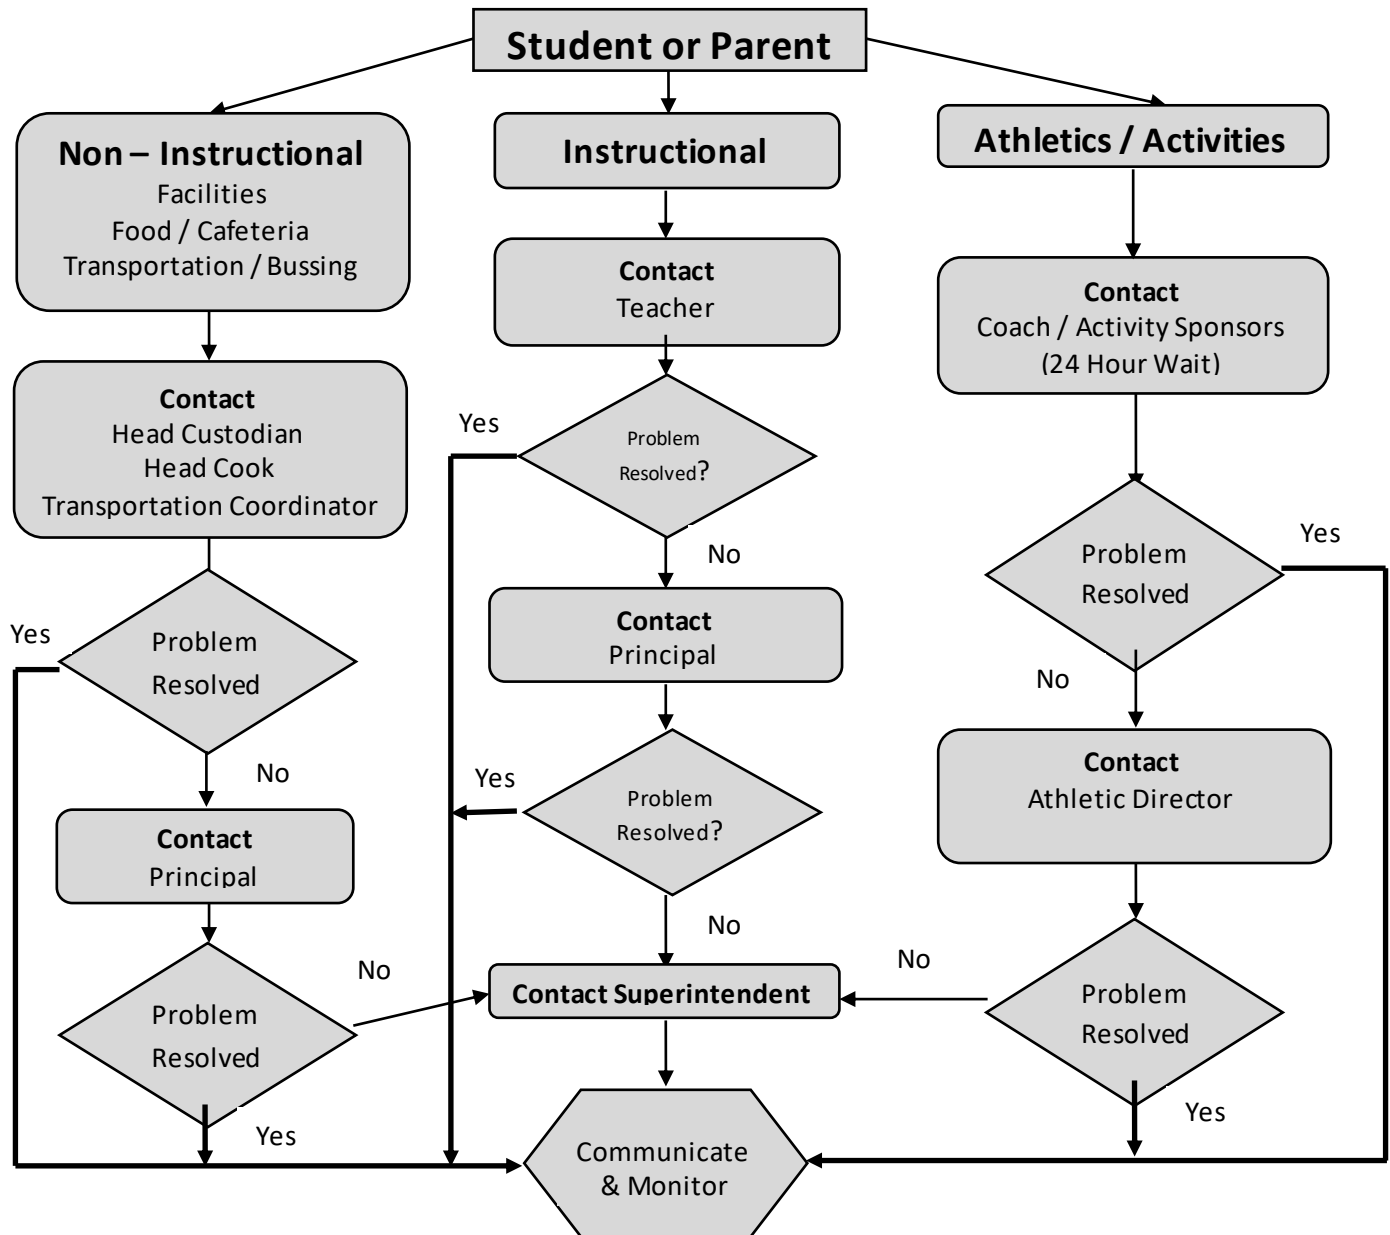 Student or Parent
Non – Instructional
Facilities
Food / Cafeteria
Transportation / Bussing
Contact
Head Custodian
Head Cook
Transportation Coordinator
Yes
Problem
Resolved
No
Contact
Principal
Problem
Resolved
No
Yes
Instructional
Contact
Teacher
Yes
Problem
Resolved?
No
Contact
Principal
Yes
Problem
Resolved?
No
Contact Superintendent
Communicate
& Monitor
Athletics / Activities
Contact
Coach / Activity Sponsors
(24 Hour Wait)
Problem
Resolved
Yes
No
Contact
Athletic Director
No
Problem
Resolved
Yes